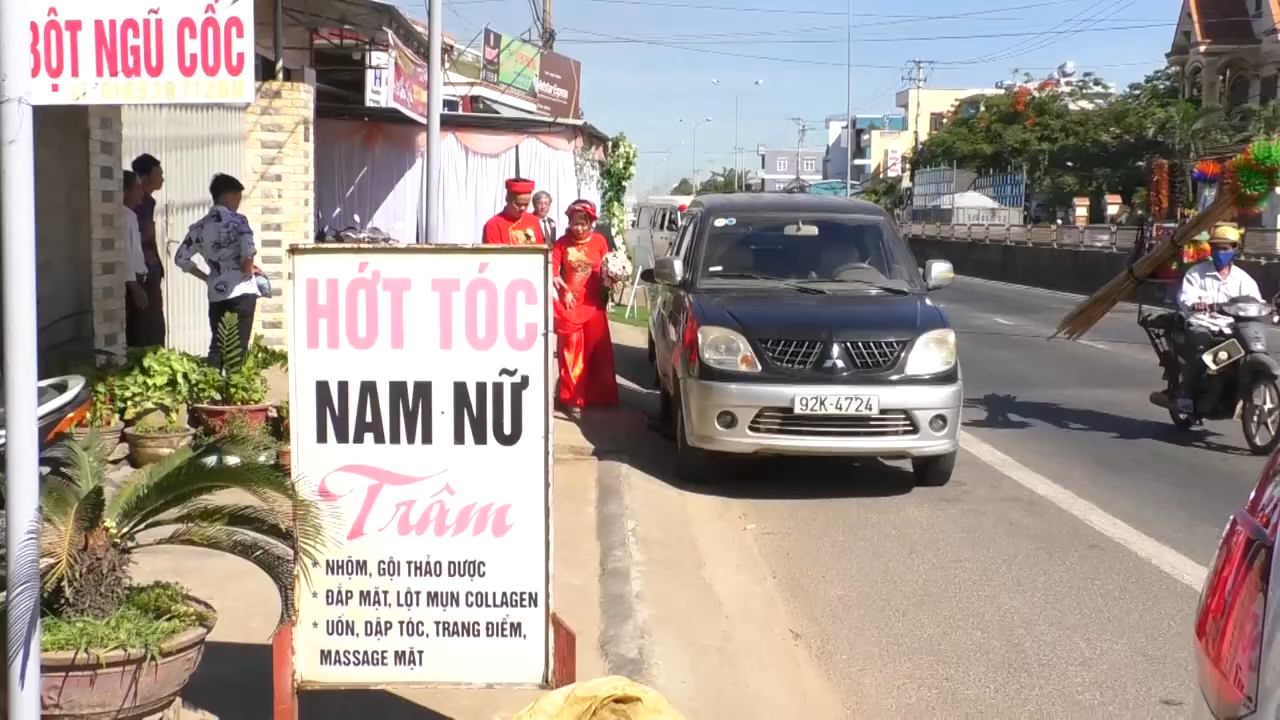 BỘT NGŨ CỐC
HỚT TÓC
NAM NỮ
Trâm
* NHỘM, GỘI THẢO DƯỢC
* ĐẮP MẶT, LỘT MỤN COLLAGEN
* UỐN, DẬP TÓC, TRANG ĐIỂM,
MASSAGE MẶT
92K-4724